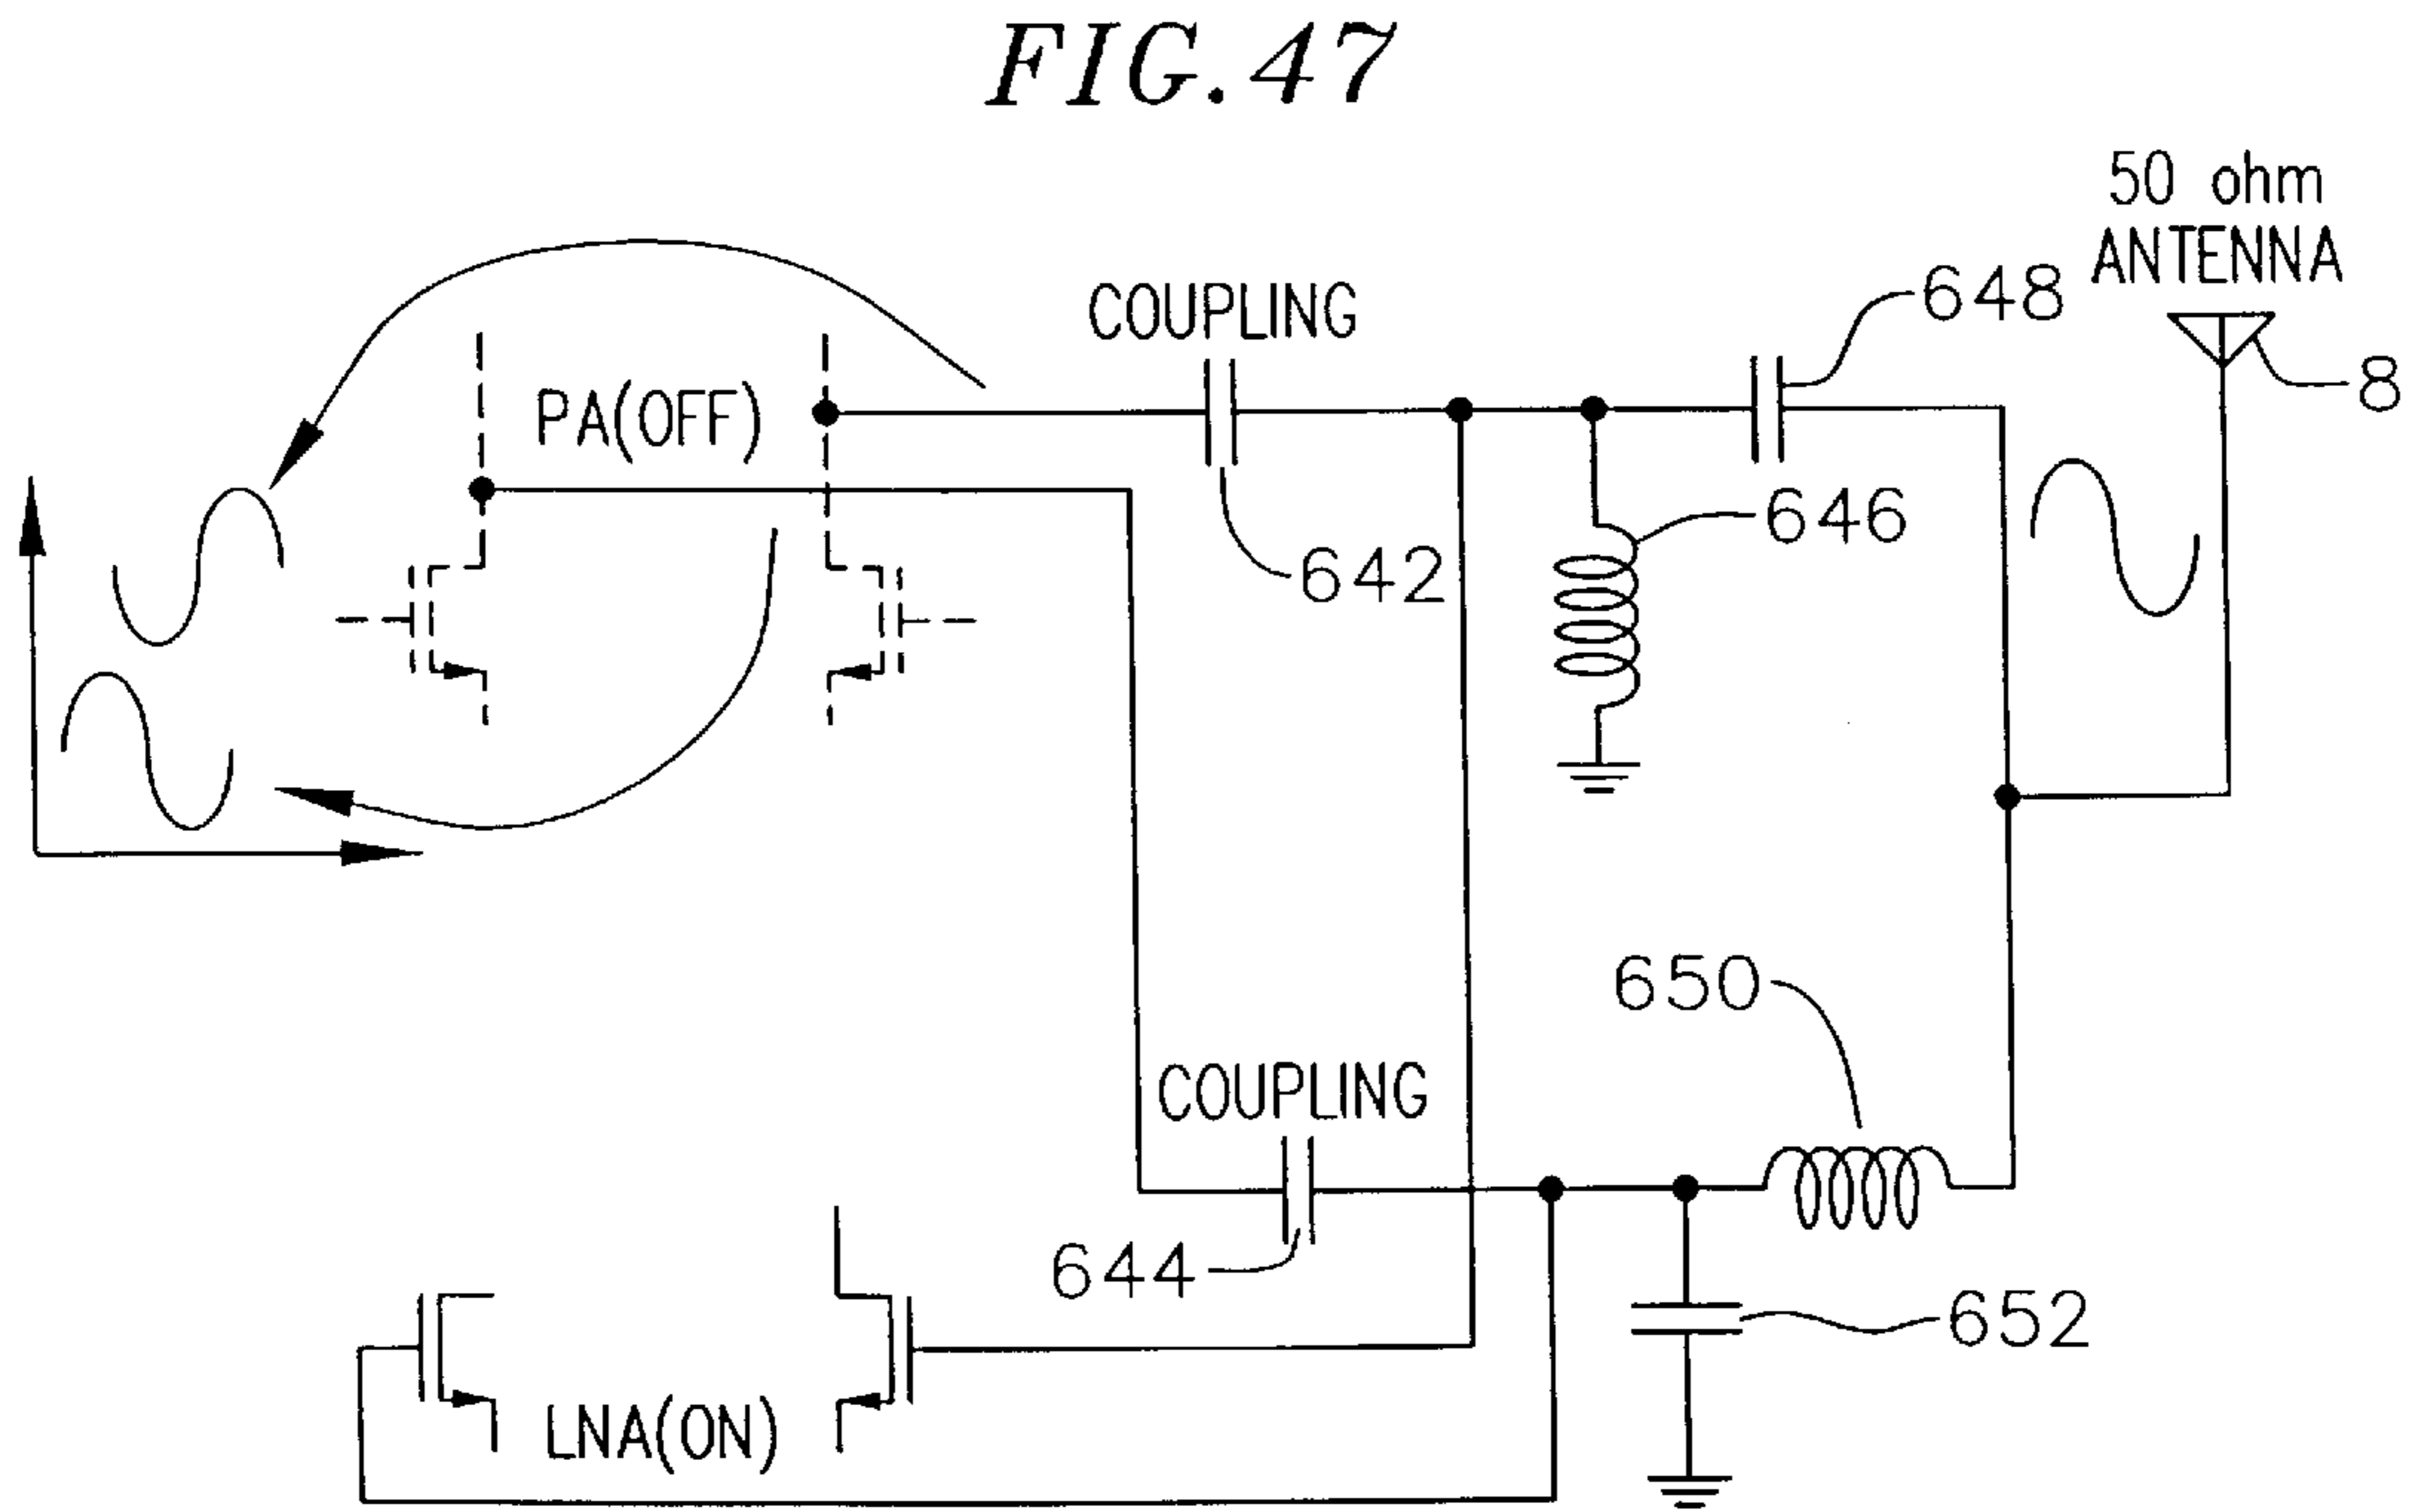 FIG.47
50 ohm
ANTENNA
648
8
COUPLING
PA(OFF)
646
642
650
COUPLING
644
652
LNA(ON)